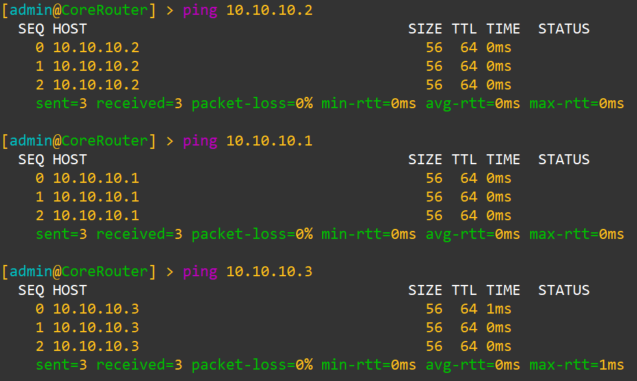 [admin@CoreRouter] > ping 10.10.10.2
SEQ HOST SIZE TTL TIME STATUS
0 10.10.10.2 56 64 0ms
1 10.10.10.2 56 64 0ms
2 10.10.10.2 56 64 0ms
sent=3 received=3 packet-loss=0% min-rtt=0ms avg-rtt=0ms max-rtt=0ms
[admin@CoreRouter] > ping 10.10.10.1
SEQ HOST SIZE TTL TIME STATUS
0 10.10.10.1 56 64 0ms
1 10.10.10.1 56 64 0ms
2 10.10.10.1 56 64 0ms
sent=3 received=3 packet-loss=0% min-rtt=0ms avg-rtt=0ms max-rtt=0ms
[admin@CoreRouter] > ping 10.10.10.3
SEQ HOST SIZE TTL TIME STATUS
0 10.10.10.3 56 64 1ms
1 10.10.10.3 56 64 0ms
2 10.10.10.3 56 64 0ms
sent=3 received=3 packet-loss=0% min-rtt=0ms avg-rtt=0ms max-rtt=1ms